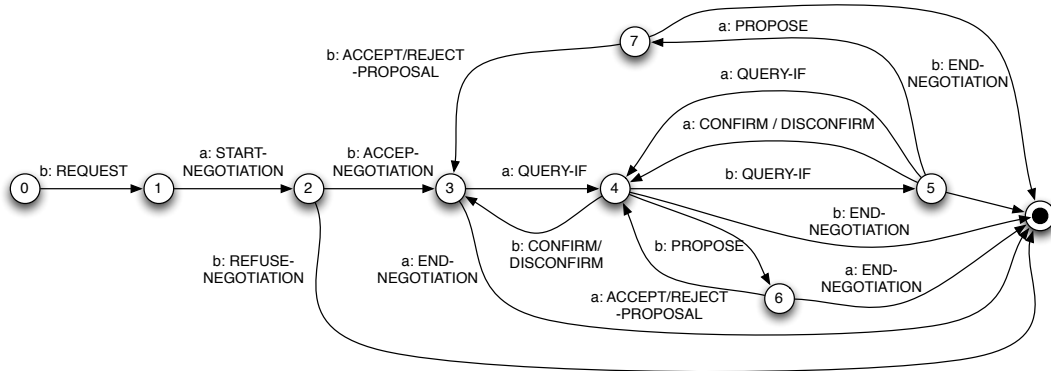 a: PROPOSE
7
b: ACCEPT/REJECT
-PROPOSAL
b: END-
NEGOTIATION
a: QUERY-IF
a: CONFIRM / DISCONFIRM
a: START-
NEGOTIATION
b: ACCEP-
NEGOTIATION
b: REQUEST
a: QUERY-IF
b: QUERY-IF
0
1
2
3
4
5
b: END-
NEGOTIATION
b: CONFIRM/
DISCONFIRM
b: PROPOSE
b: REFUSE-
NEGOTIATION
a: END-
NEGOTIATION
a: END-
NEGOTIATION
6
a: ACCEPT/REJECT
-PROPOSAL